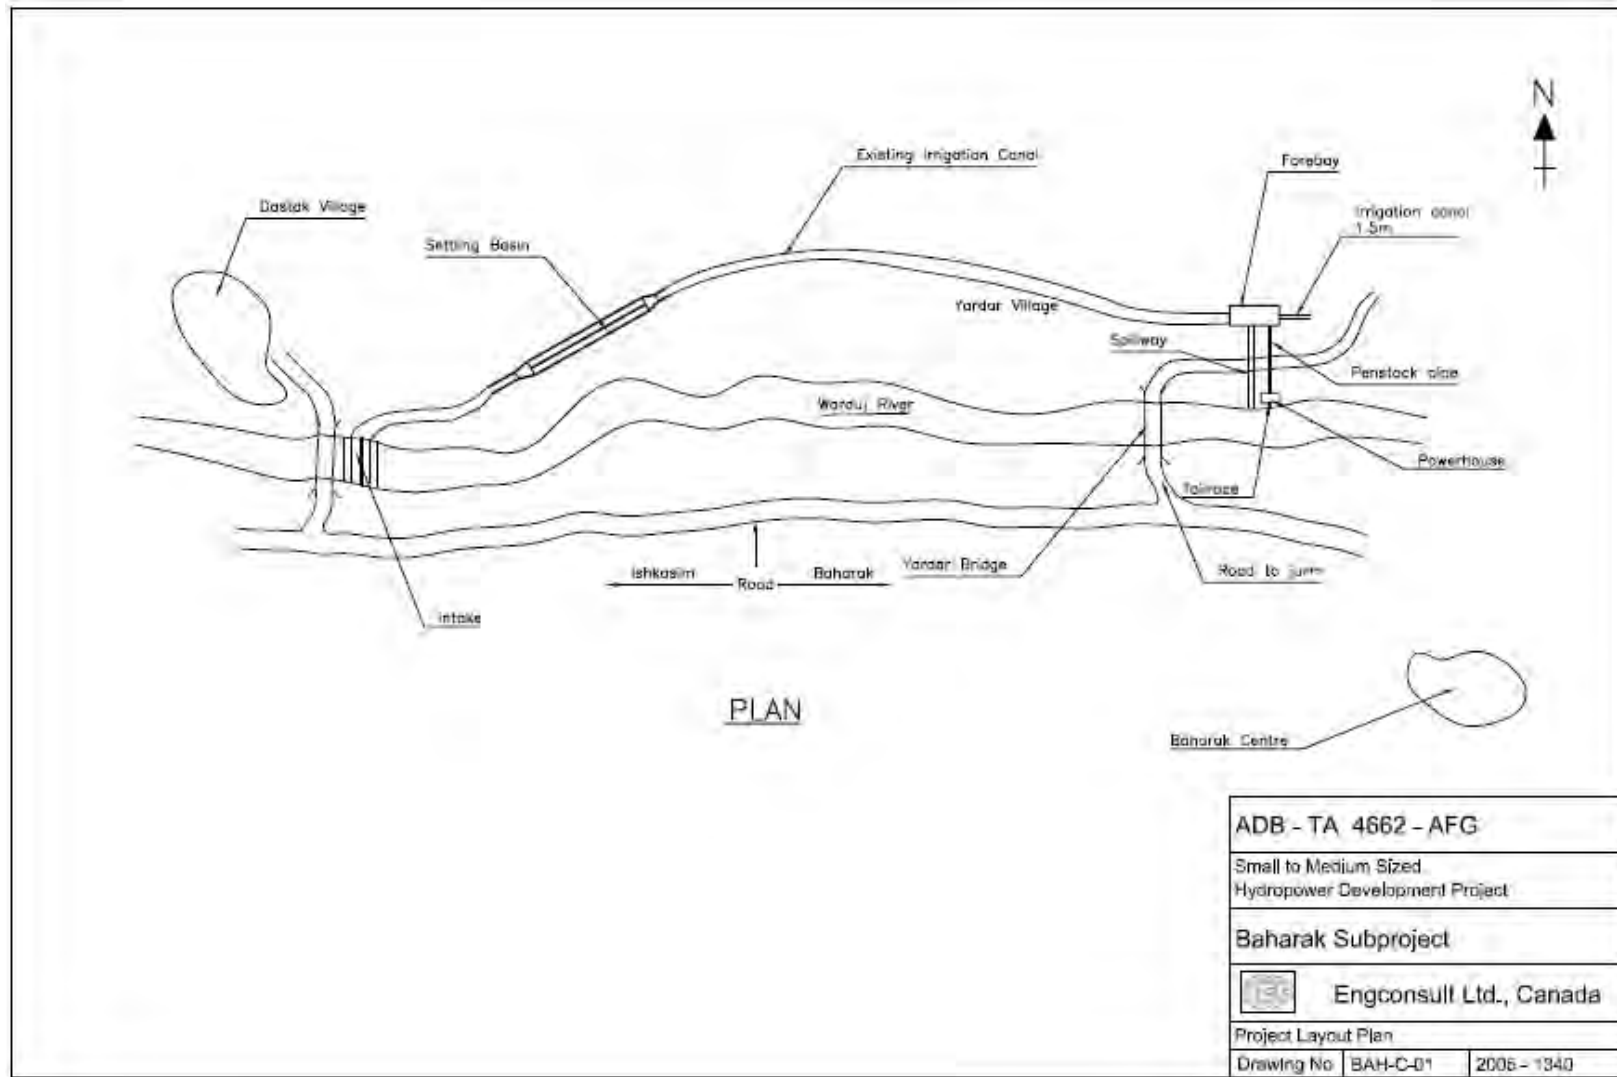 N
Existing Irrigation Canal
Forebay
Dastak Village
Irrigation canal
1.5m
Settling Basin
Yardar Village
Spillway
Penstock pipe
Warduj River
Powerhouse
Tailrace
Yardar Bridge
Road to jurm
Ishkasim
Road
Baharak
Intake
PLAN
Baharak Centre
ADB - TA 4662 - AFG
Small to Medium Sized
Hydropower Development Project
Baharak Subproject
Engconsult Ltd., Canada
Project Layout Plan
Drawing No BAH-C-01 2005 - 1340